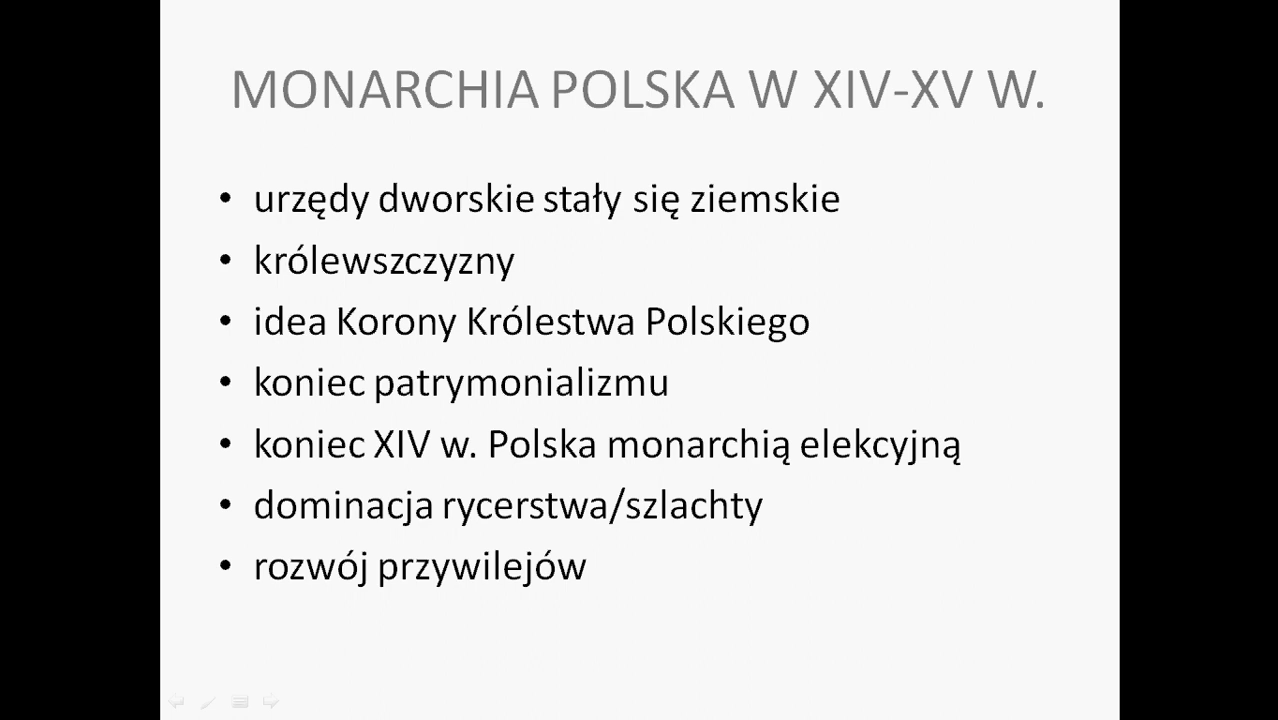 MONARCHIA POLSKA W XIV-XV W.
• urzędy dworskie stały się ziemskie
• królewszczyzny
• idea Korony Królestwa Polskiego
• koniec patrymonializmu
• koniec XIV w. Polska monarchią elekcyjną
• dominacja rycerstwa/szlachty
• rozwój przywilejów